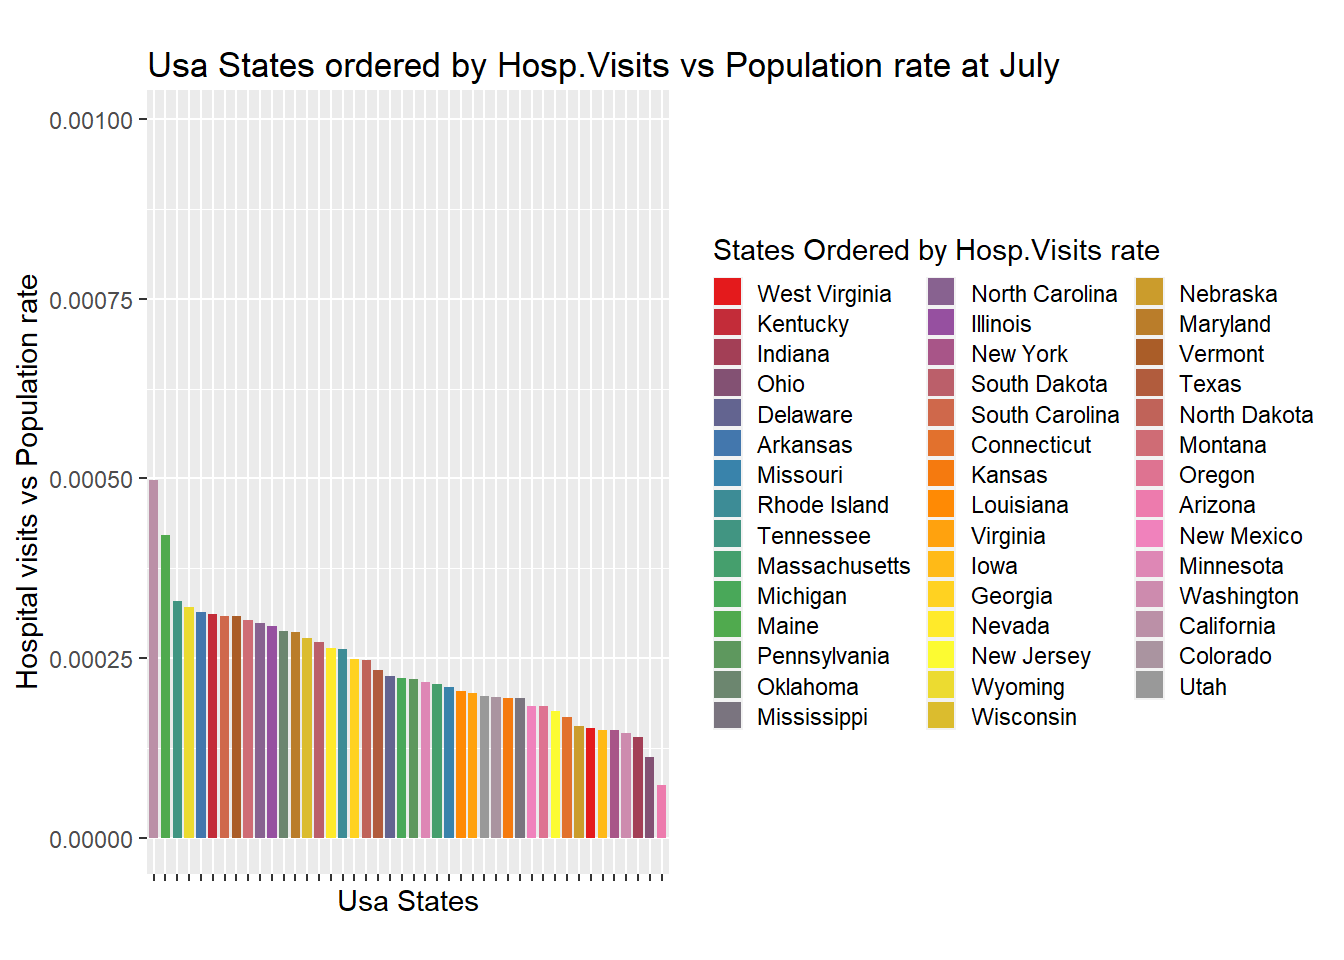 Usa States ordered by Hosp.Visits vs Population rate at July
0.00100
0.00075
0.00050
0.00025
0.00000
Hospital visits vs Population rate
Usa States
States Ordered by Hosp.Visits rate
West Virginia
Kentucky
Indiana
Ohio
Delaware
Arkansas
Missouri
Rhode Island
Tennessee
Massachusetts
Michigan
Maine
Pennsylvania
Oklahoma
Mississippi
North Carolina
Illinois
New York
South Dakota
South Carolina
Connecticut
Kansas
Louisiana
Virginia
Iowa
Georgia
Nevada
New Jersey
Wyoming
Wisconsin
Nebraska
Maryland
Vermont
Texas
North Dakota
Montana
Oregon
Arizona
New Mexico
Minnesota
Washington
California
Colorado
Utah